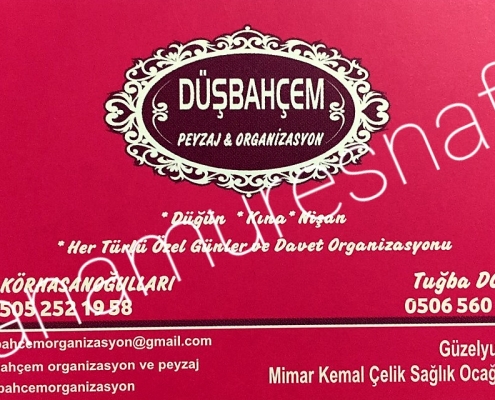 DÜŞBAHÇEM
PEYZAJ & ORGANİZASYON
*Düğün *Kına* Nişan
*Her Türlü Özel Günler ve Davet Organizasyonu
KÖRHASANOĞULLARI
Tuğba
505 252 19 58
0506 560
bahcemorganizasyon@gmail.com
Güzelyu
ahçem organizasyon ve peyzaj
Mimar Kemal Çelik Sağlık Ocağ
bahcemorganizasyon